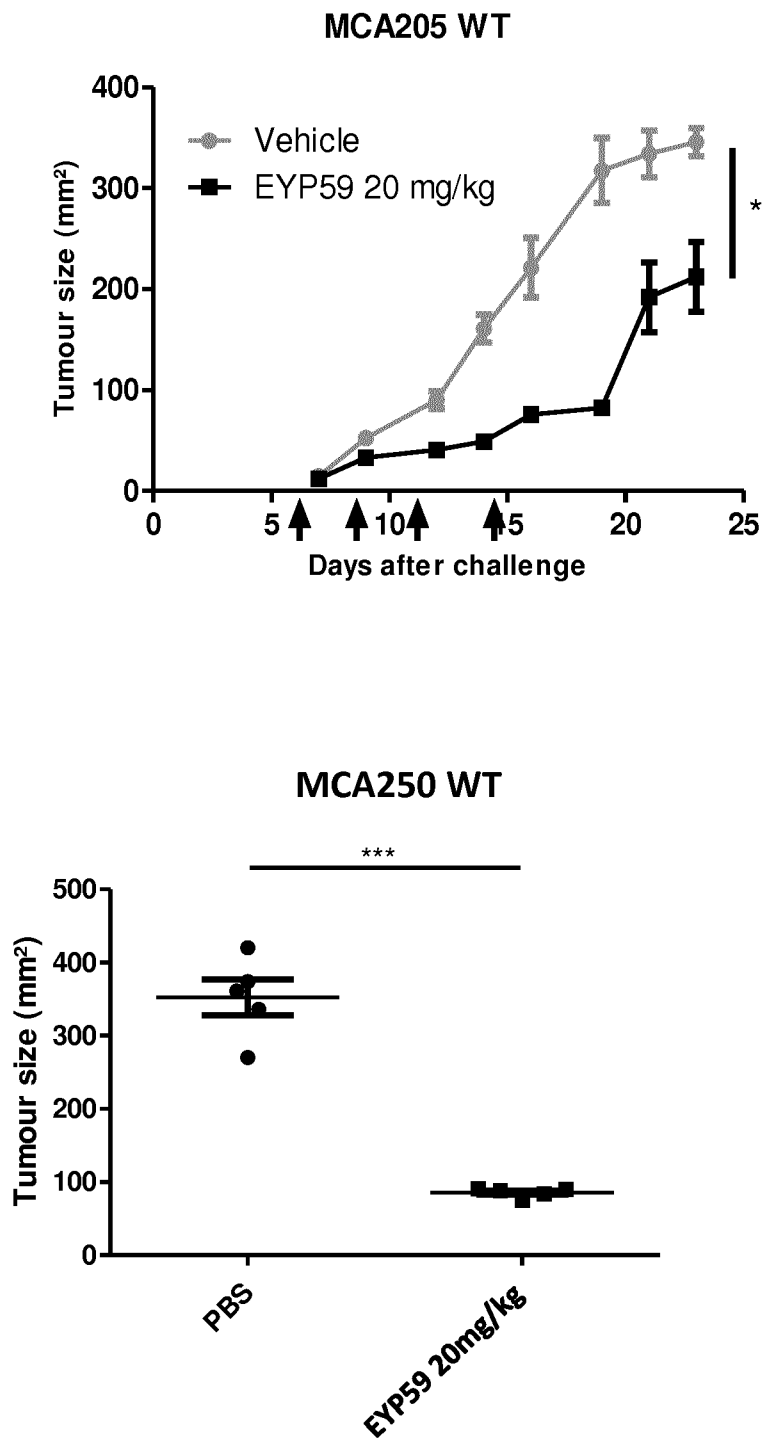 MCA205 WT
400
Vehicle
EYP59 20 mg/kg
300
*
200
100
0
Tumour size (mm²)
0 5 10 15 20 25
Days after challenge
MCA250 WT
***
500
400
300
200
100
0
Tumour size (mm²)
PBS
EYP59 20mg/kg